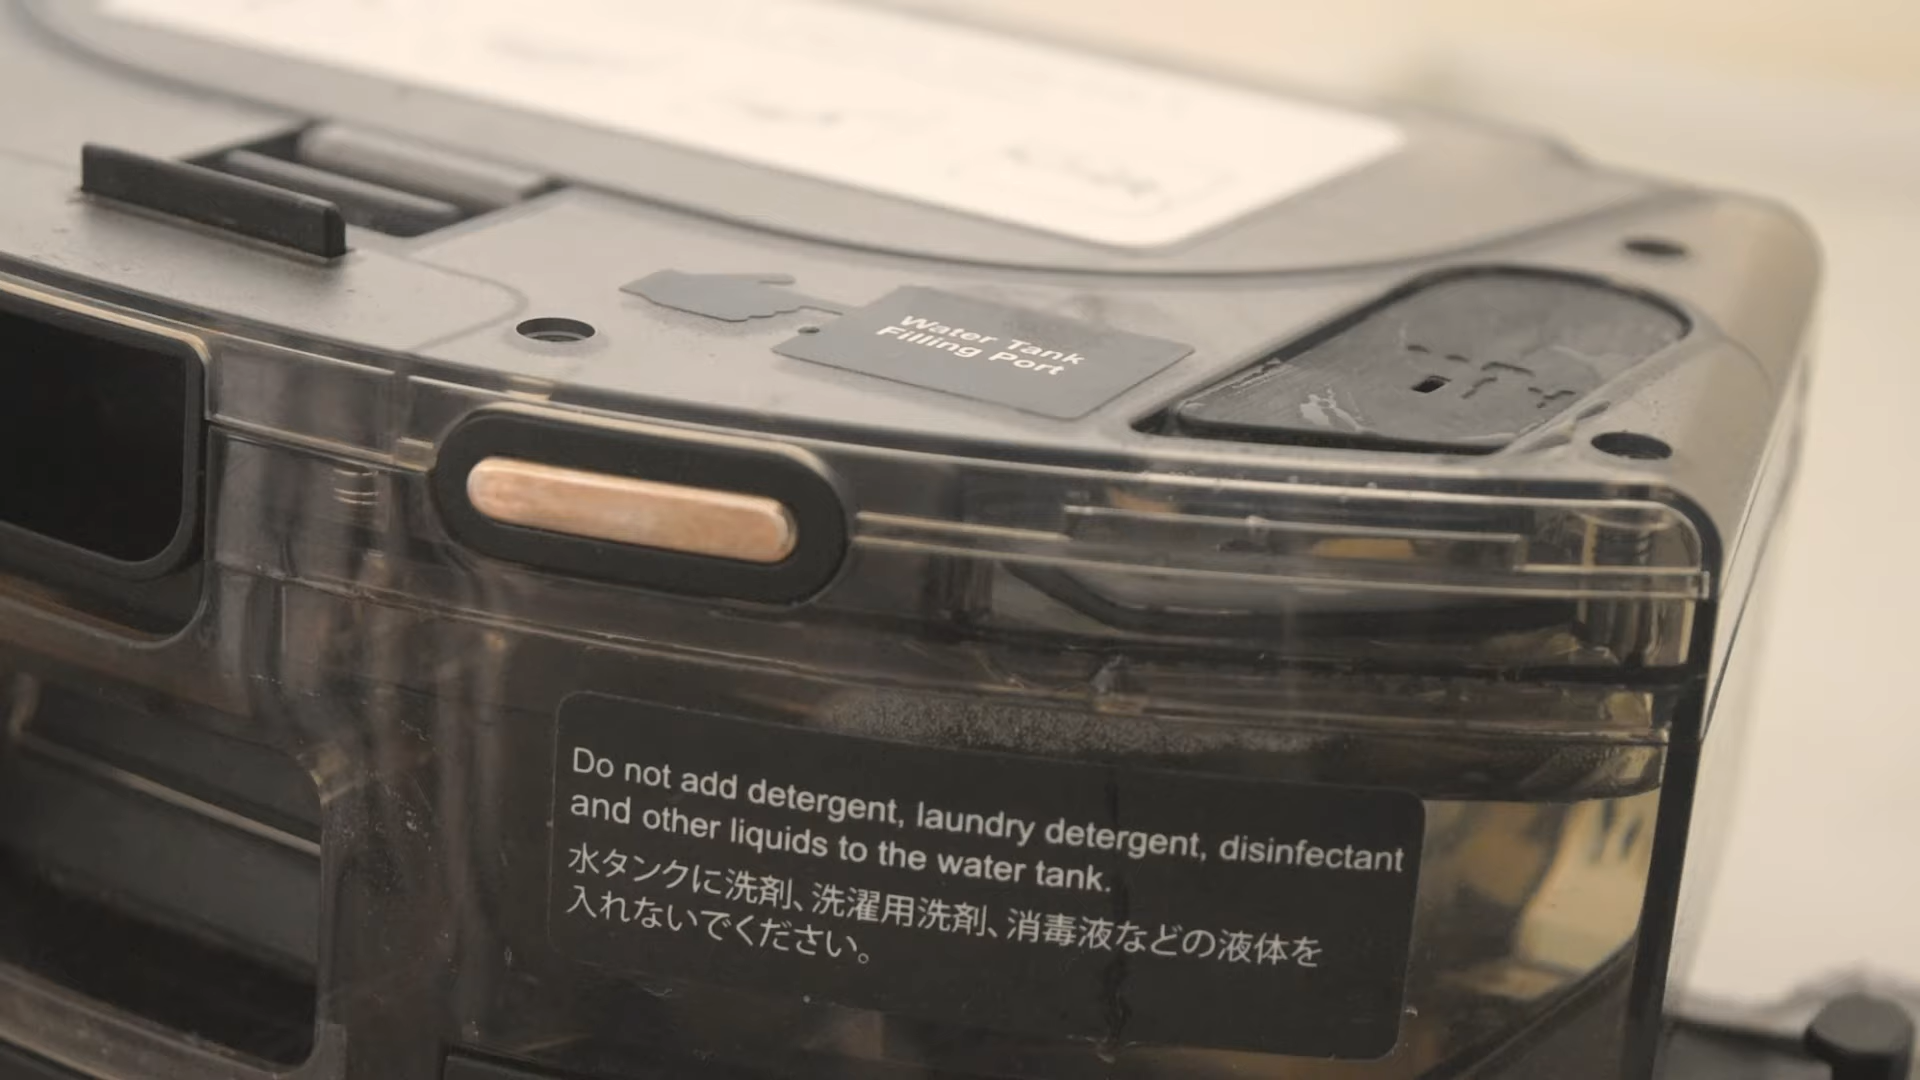 Water Tank
Filling Port
Do not add detergent, laundry detergent, disinfectant
and other liquids to the water tank.
水タンクに洗剤、洗濯用洗剤、消毒液などの液体を
入れないでください。